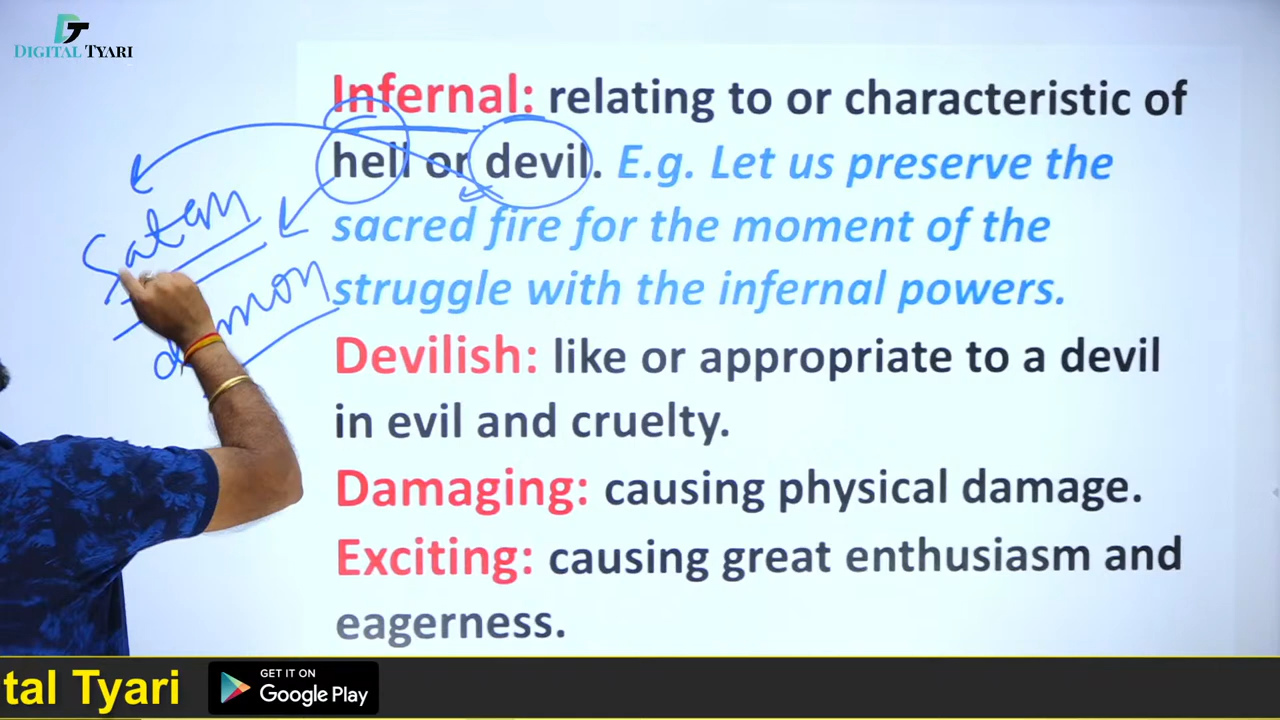 DT
DIGITAL TYARI
Infernal: relating to or characteristic of
hell or devil. E.g. Let us preserve the
sacred fire for the moment of the
struggle with the infernal powers.
Satan
Devilish: like or appropriate to a devil
in evil and cruelty.
Damaging: causing physical damage.
Exciting: causing great enthusiasm and
eagerness.
tal Tyari
GET IT ON
Google Play